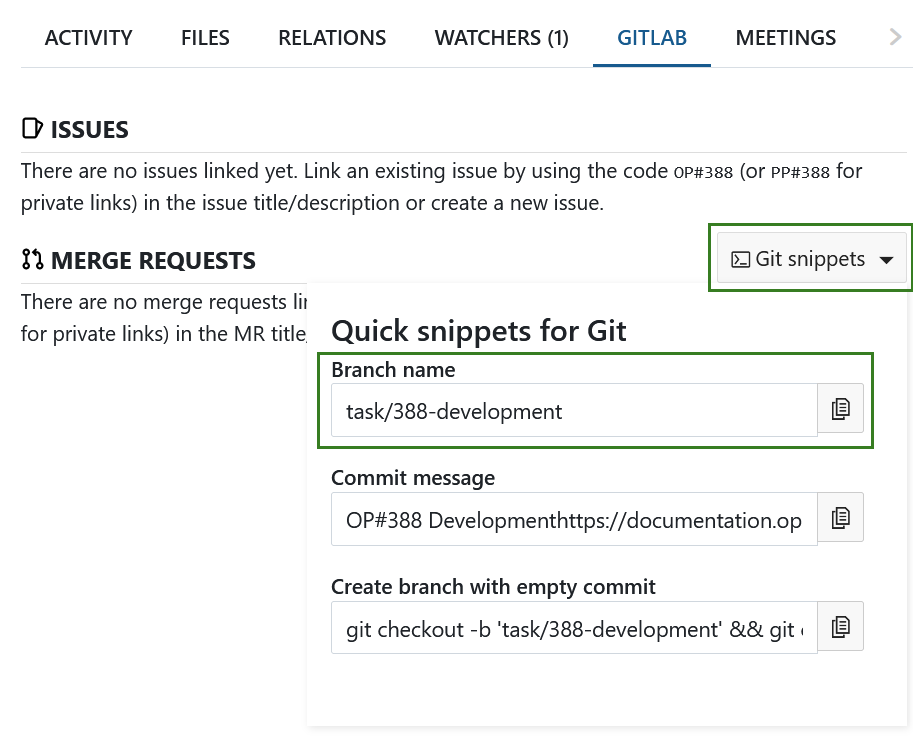 ACTIVITY FILES RELATIONS WATCHERS (1) GITLAB MEETINGS
ISSUES
There are no issues linked yet. Link an existing issue by using the code OP#388 (or PP#388 for
private links) in the issue title/description or create a new issue.
MERGE REQUESTS
Git snippets
There are no merge requests
for private links) in the MR title
Quick snippets for Git
Branch name
task/388-development
Commit message
OP#388 Developmenthttps://documentation.op
Create branch with empty commit
git checkout -b 'task/388-development' && git